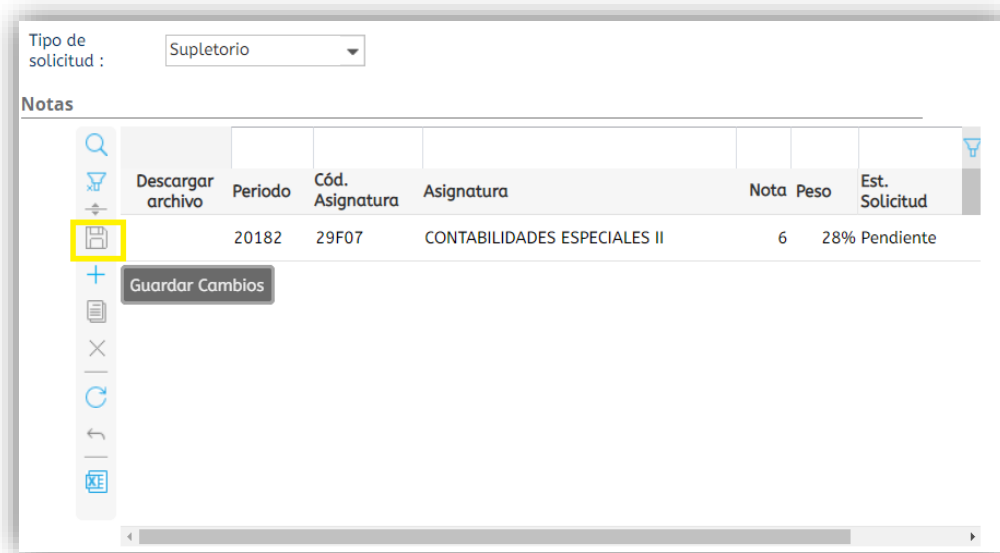 Tipo de
solicitud :
Supletorio
Notas
Descargar
archivo
Periodo
Cód.
Asignatura
Asignatura
Nota
Peso
Est.
Solicitud
20182 29F07 CONTABILIDADES ESPECIALES II 6 28% Pendiente
Guardar Cambios